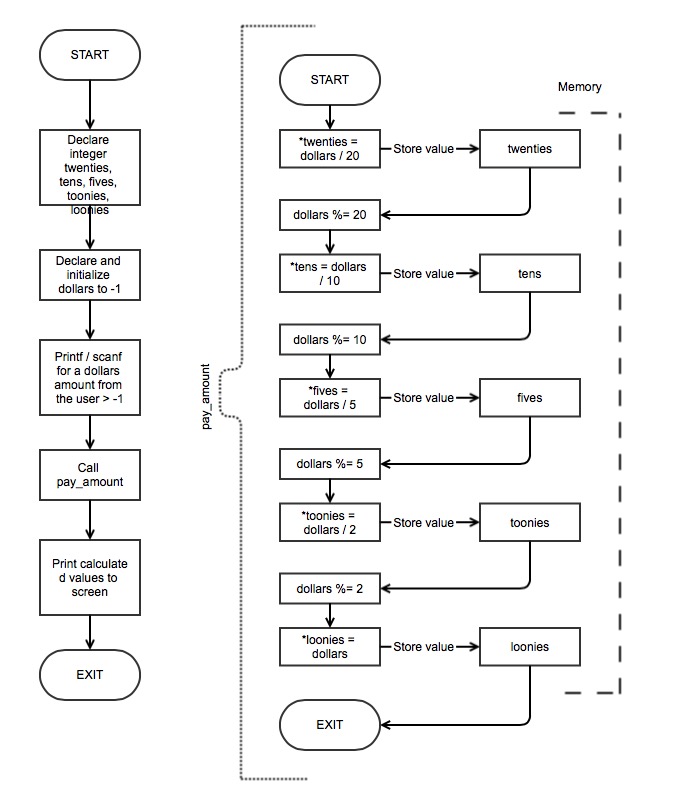 START
Declare
integer
twenties,
tens, fives,
toonies,
loonies
Declare and
initialize
dollars to -1
Printf / scanf
for a dollars
amount from
the user > -1
Call
pay_amount
Print calculate
d values to
screen
EXIT
pay_amount
START
*twenties =
dollars / 20
Store value
twenties
dollars %= 20
*tens = dollars
/ 10
Store value
tens
dollars %= 10
*fives =
dollars / 5
Store value
fives
dollars %= 5
*toonies =
dollars / 2
Store value
toonies
dollars %= 2
*loonies =
dollars
Store value
loonies
EXIT
Memory